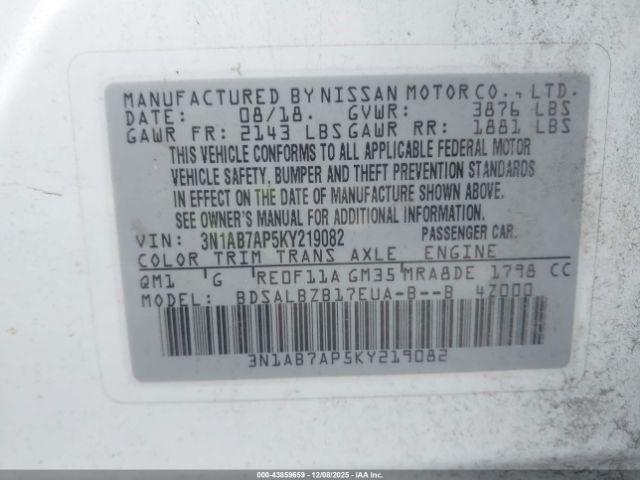 MANUFACTURED BY NISSAN MOTOR CO., LTD.
DATE: 08/18. GVWR: 3876 LBS
GAWR FR: 2143 LBS GAWR RR: 1881 LBS
THIS VEHICLE CONFORMS TO ALL APPLICABLE FEDERAL MOTOR
VEHICLE SAFETY, BUMPER AND THEFT PREVENTION STANDARDS
IN EFFECT ON THE DATE OF MANUFACTURE SHOWN ABOVE.
SEE OWNER'S MANUAL FOR ADDITIONAL INFORMATION.
VIN: 3N1AB7AP5KY219082 PASSENGER CAR.
COLOR TRIM TRANS AXLE ENGINE
QM1 G RE0F11A GM35 MRA8DE 1798 CC
MODEL: BDSALBZB17EUA-B--B 4Z000
3N1AB7AP5KY219082
000-43859659 - 12/08/2025 - IAAI.COM